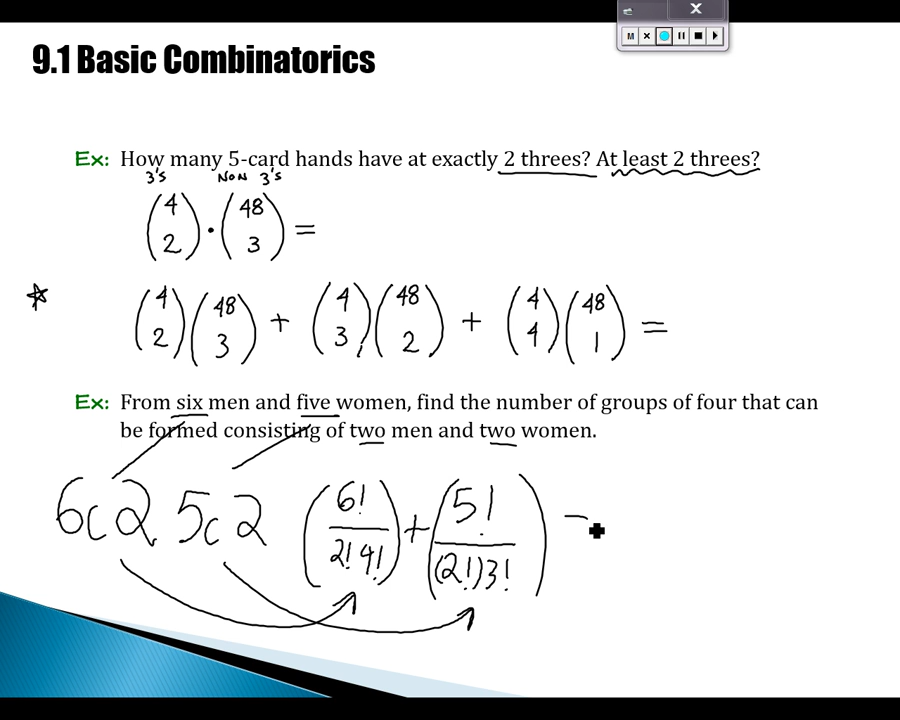 M
9.1 Basic Combinatorics
Ex: How many 5-card hands have at exactly 2 threes? At least 2 threes?
3's NON 3's
(4 2) · (48 3) =
(4 2)(48 3) + (4 3)(48 2) + (4 4)(48 1) =
Ex: From six men and five women, find the number of groups of four that can
be formed consisting of two men and two women.
6C2 5C2 (6!/2!4!) + (5!/(2!)3!) =